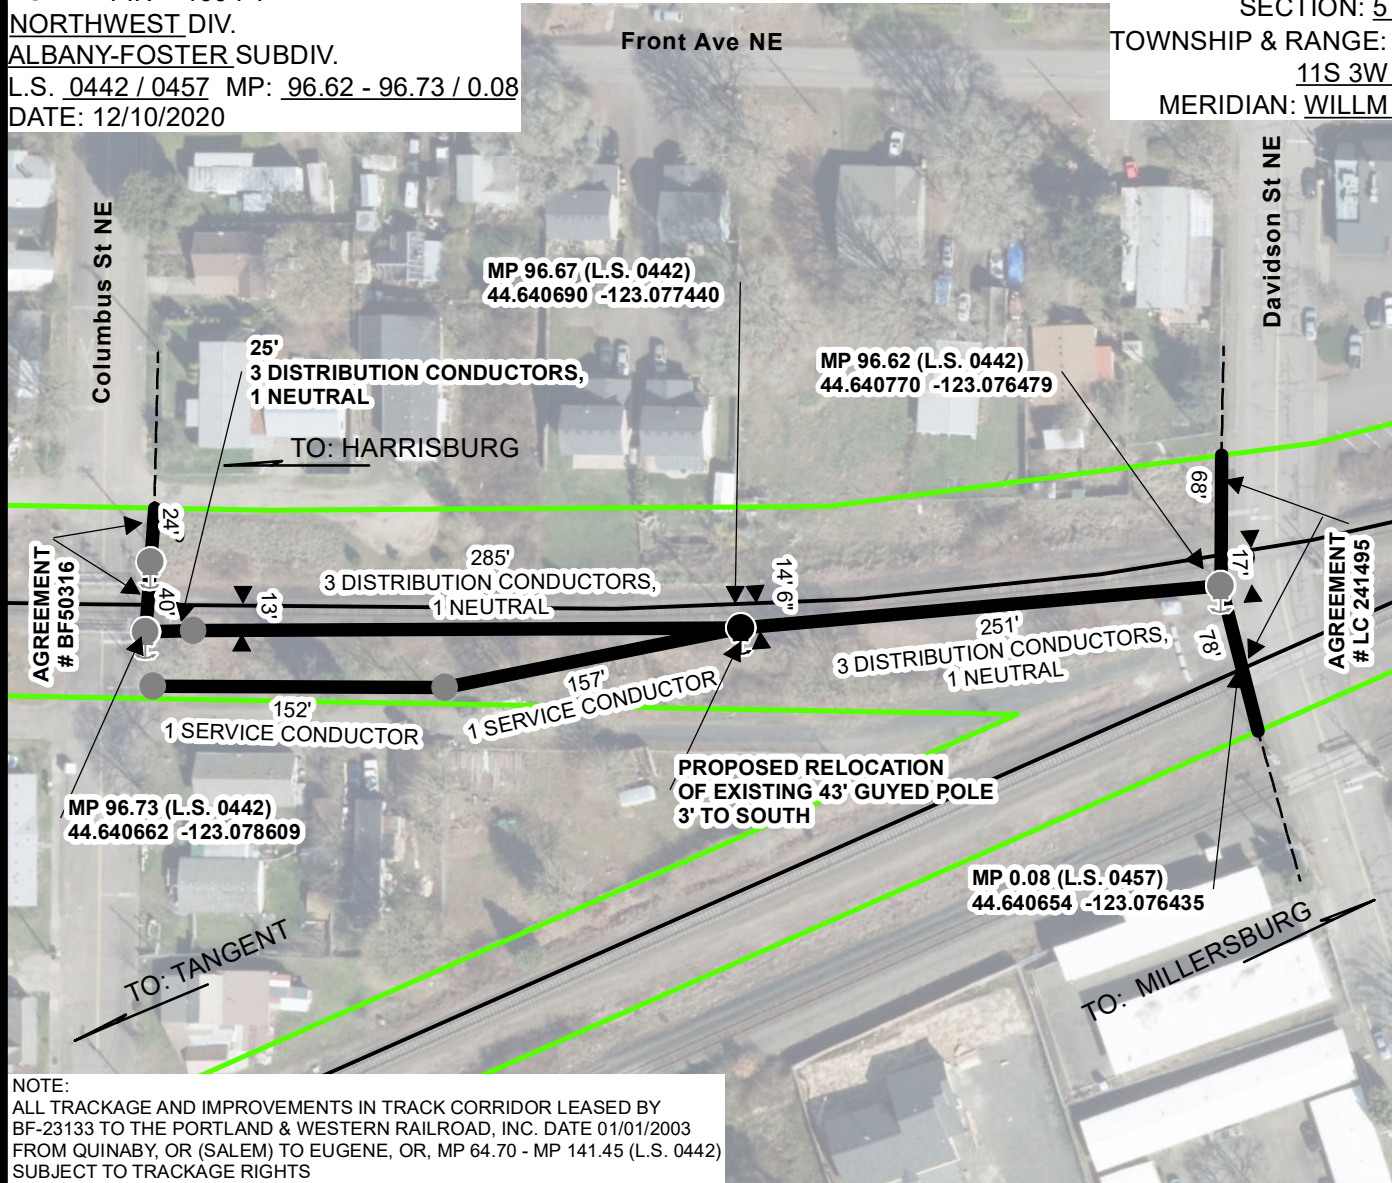 NORTHWEST DIV.
ALBANY-FOSTER SUBDIV.
L.S. 0442 / 0457 MP: 96.62 - 96.73 / 0.08
DATE: 12/10/2020
SECTION: 5
TOWNSHIP & RANGE:
11S 3W
MERIDIAN: WILLM
Front Ave NE
Columbus St NE
Davidson St NE
MP 96.67 (L.S. 0442)
44.640690 -123.077440
25'
3 DISTRIBUTION CONDUCTORS,
1 NEUTRAL
MP 96.62 (L.S. 0442)
44.640770 -123.076479
TO: HARRISBURG
68'
24'
AGREEMENT
# BF50316
40'
13'
285'
3 DISTRIBUTION CONDUCTORS,
1 NEUTRAL
14' 6"
17'
AGREEMENT
# LC 241495
251'
3 DISTRIBUTION CONDUCTORS,
1 NEUTRAL
78'
152'
1 SERVICE CONDUCTOR
157'
1 SERVICE CONDUCTOR
PROPOSED RELOCATION
OF EXISTING 43' GUYED POLE
3' TO SOUTH
MP 96.73 (L.S. 0442)
44.640662 -123.078609
MP 0.08 (L.S. 0457)
44.640654 -123.076435
TO: TANGENT
TO: MILLERSBURG
NOTE:
ALL TRACKAGE AND IMPROVEMENTS IN TRACK CORRIDOR LEASED BY
BF-23133 TO THE PORTLAND & WESTERN RAILROAD, INC. DATE 01/01/2003
FROM QUINABY, OR (SALEM) TO EUGENE, OR, MP 64.70 - MP 141.45 (L.S. 0442)
SUBJECT TO TRACKAGE RIGHTS